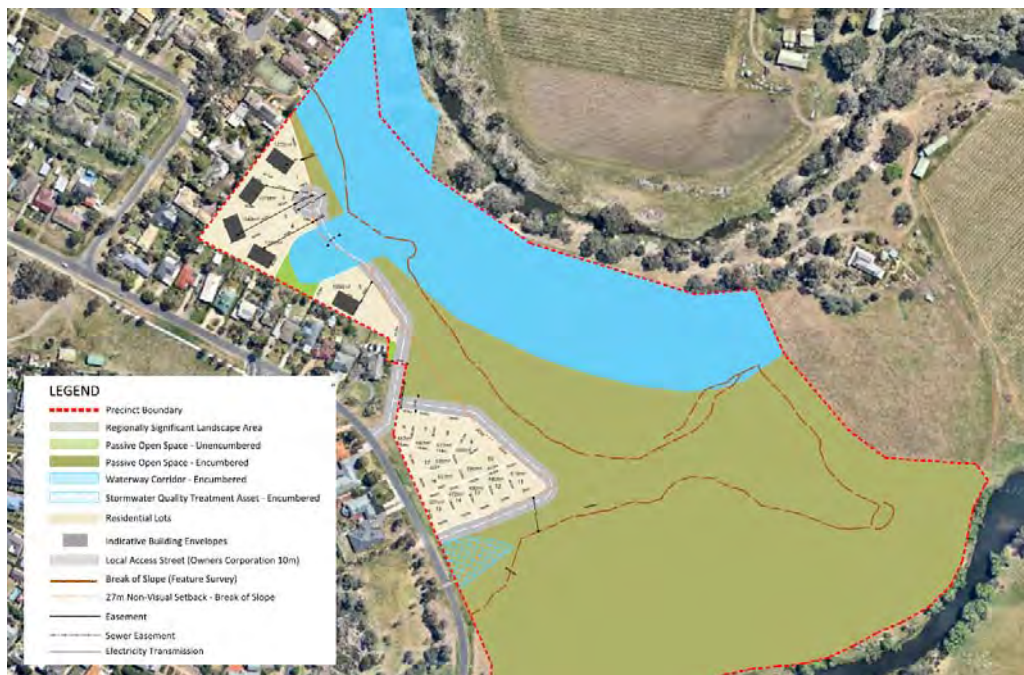 LEGEND
Precinct Boundary
Regionally Significant Landscape Area
Passive Open Space - Unencumbered
Passive Open Space - Encumbered
Waterway Corridor - Encumbered
Stormwater Quality Treatment Asset - Encumbered
Residential Lots
Indicative Building Envelopes
Local Access Street (Owners Corporation 10m)
Break of Slope (Feature Survey)
27m Non-Visual Setback - Break of Slope
Easement
Sewer Easement
Electricity Transmission